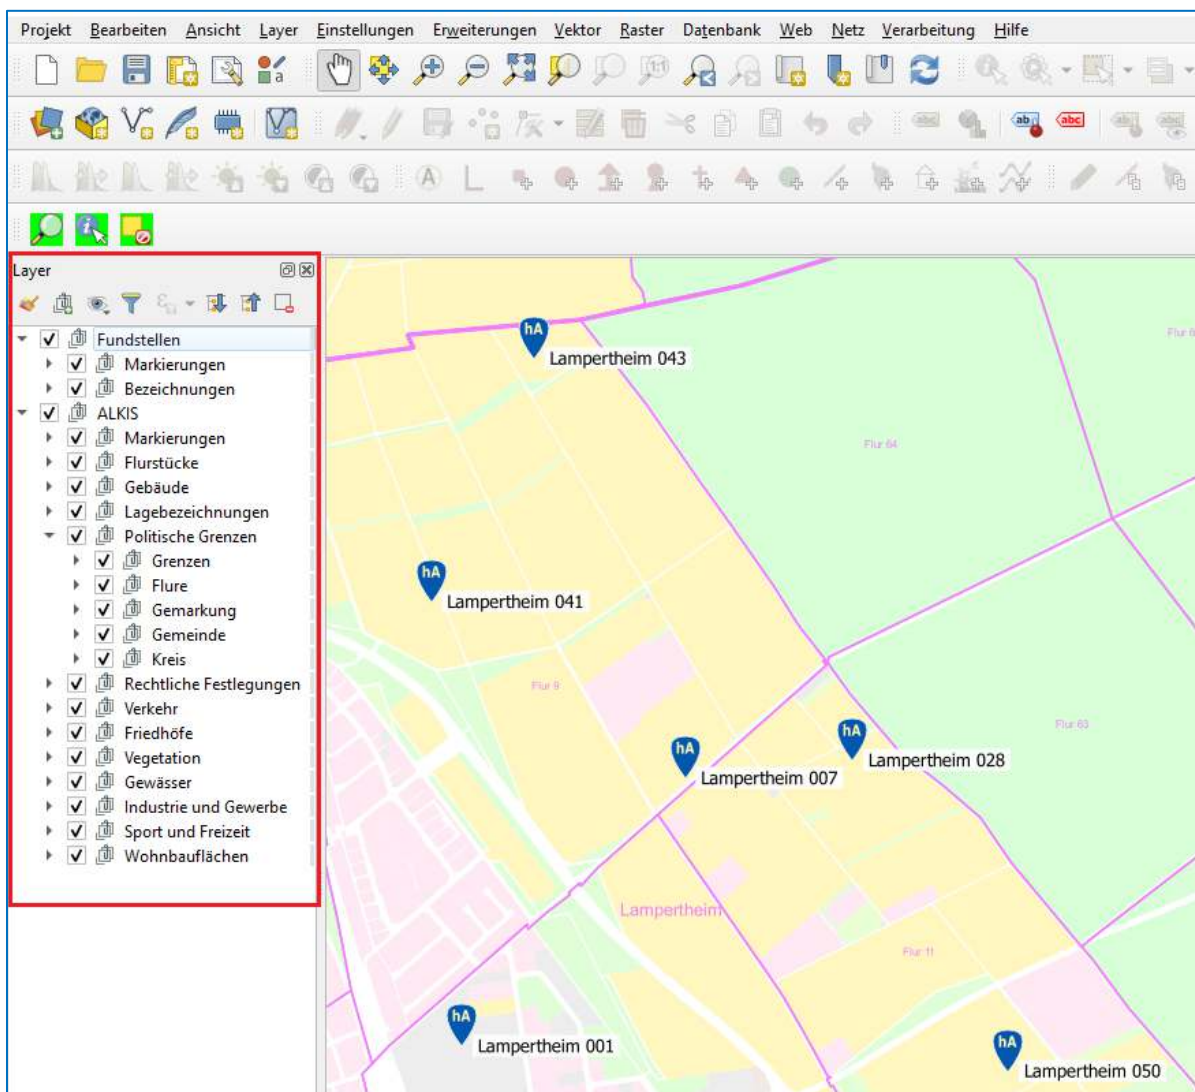 Projekt Bearbeiten Ansicht Layer Einstellungen Erweiterungen Vektor Raster Datenbank Web Netz Verarbeitung Hilfe
Layer
Fundstellen
Markierungen
Bezeichnungen
ALKIS
Markierungen
Flurstücke
Gebäude
Lagebezeichnungen
Politische Grenzen
Grenzen
Flure
Gemarkung
Gemeinde
Kreis
Rechtliche Festlegungen
Verkehr
Friedhöfe
Vegetation
Gewässer
Industrie und Gewerbe
Sport und Freizeit
Wohnbauflächen
hA
Lampertheim 043
Flur 64
hA
Lampertheim 041
Flur 9
Flur 63
hA
Lampertheim 028
hA
Lampertheim 007
Lampertheim
Flur 11
hA
Lampertheim 001
hA
Lampertheim 050